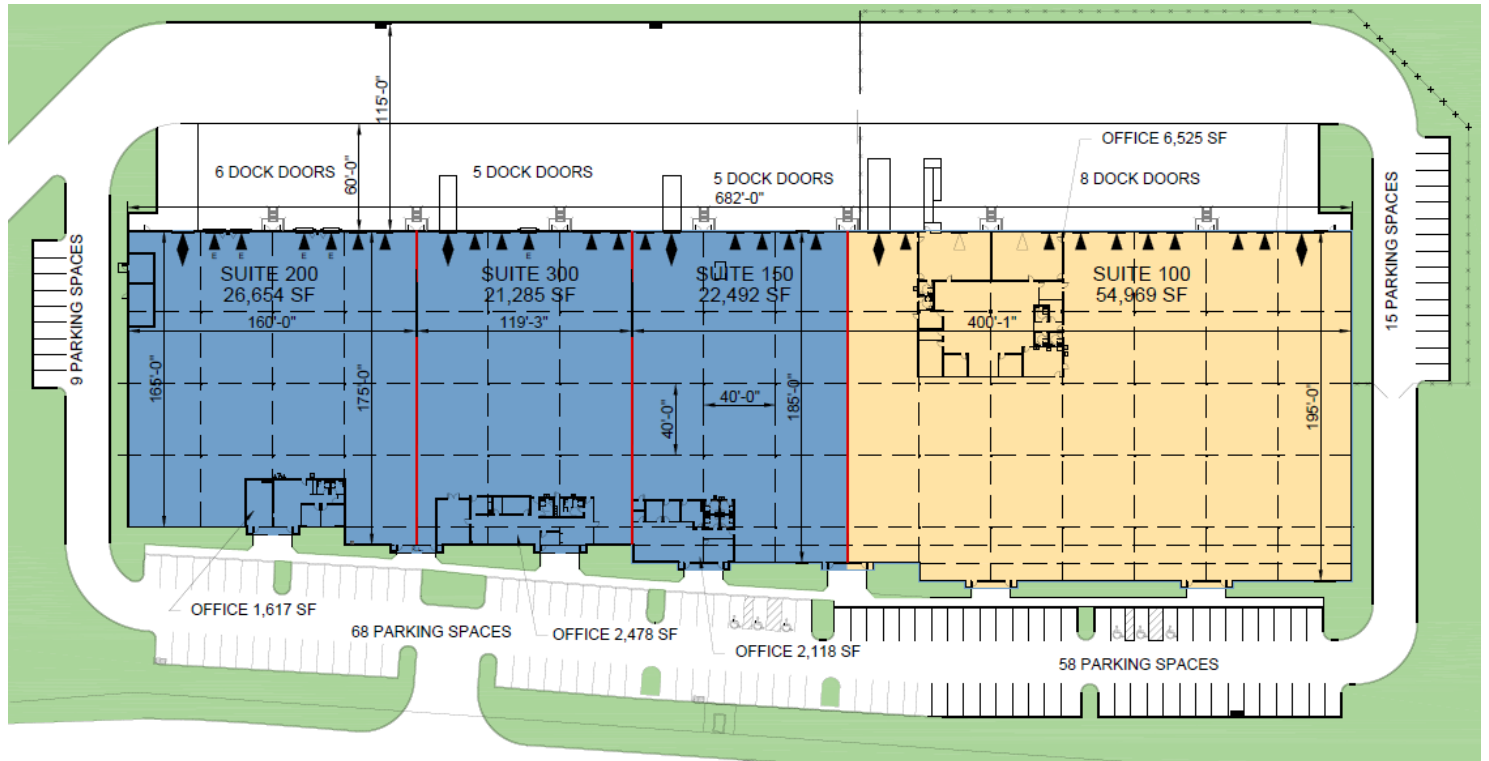 115'-0"
OFFICE 6,525 SF
6 DOCK DOORS
60'-0"
5 DOCK DOORS
5 DOCK DOORS
8 DOCK DOORS
682'-0"
9 PARKING SPACES
15 PARKING SPACES
E
E
E
E
E
SUITE 200
26,654 SF
SUITE 300
21,285 SF
SUITE 150
22,492 SF
SUITE 100
54,969 SF
160'-0"
119'-3"
400'-1"
165'-0"
175'-0"
40'-0"
40'-0"
185'-0"
195'-0"
OFFICE 1,617 SF
68 PARKING SPACES
OFFICE 2,478 SF
OFFICE 2,118 SF
58 PARKING SPACES